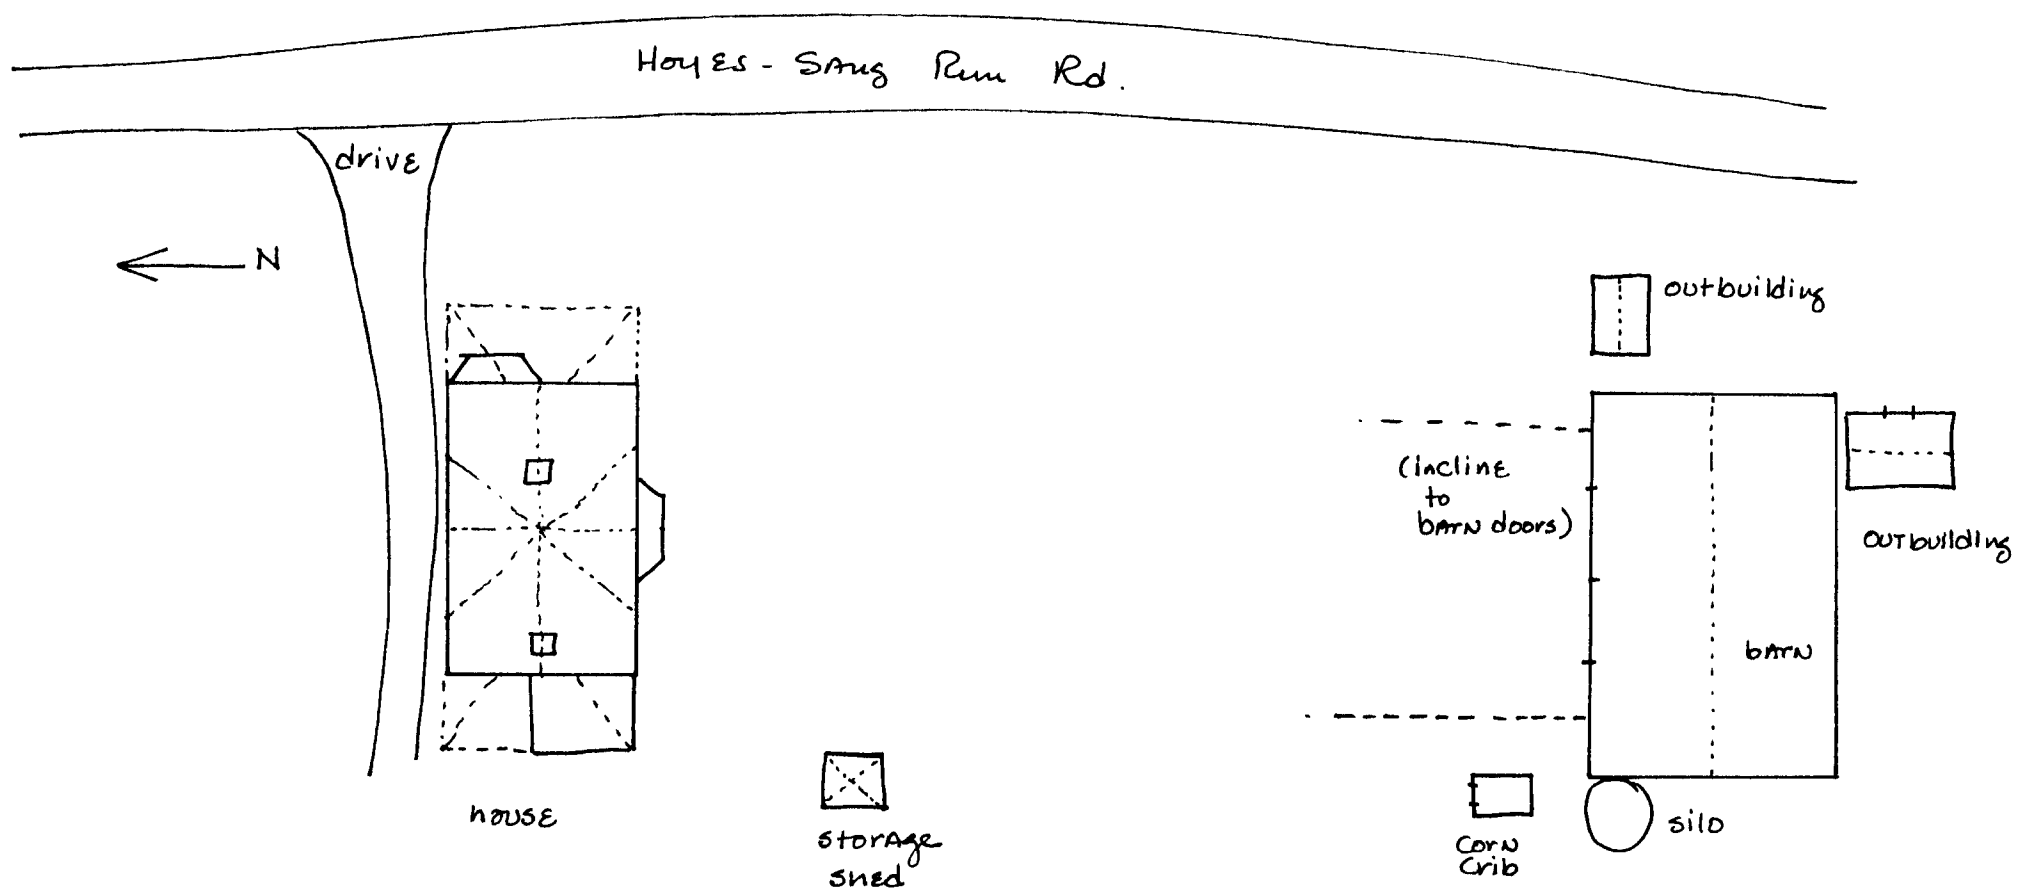 Hoyes - Sang Run Rd.
drive
N
outbuilding
(incline
to
barn doors)
outbuilding
barn
house
storage
shed
corn
crib
silo